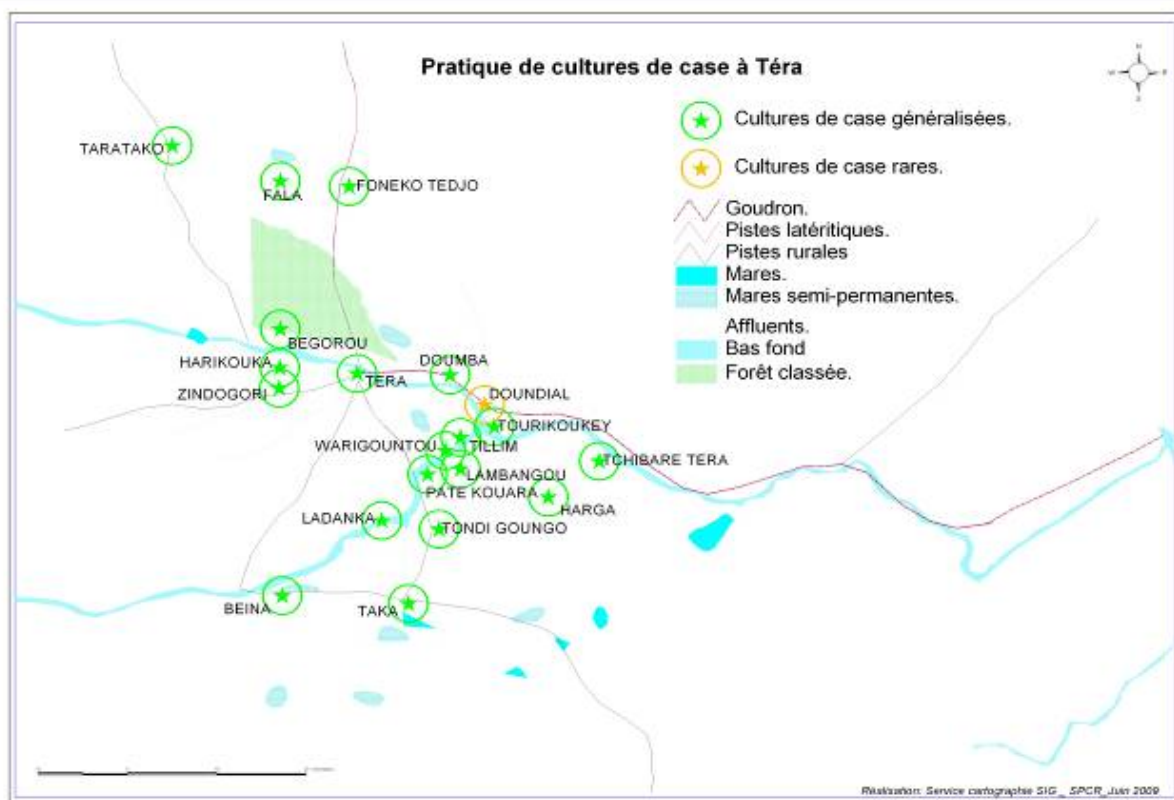 Pratique de cultures de case à Téra
N
W
E
S
Cultures de case généralisées.
Cultures de case rares.
Goudron.
Pistes latéritiques.
Pistes rurales
Mares.
Mares semi-permanentes.
Affluents.
Bas fond
Forêt classée.
TARATAKO
FALA
FONEKO TEDJO
BEGOROU
HARIKOUKA
ZINDOGORI
TERA
DOUMBA
DOUNDIAL
TOURIKOUKEY
WARIGOUNTOU
TILLIM
LAMBANGOU
TCHIBARE TERA
PATE KOUARA
HARGA
LADANKA
TONDI GOUNGO
BEINA
TAKA
Réalisation: Service cartographie SIG _ SPCR_Juin 2009